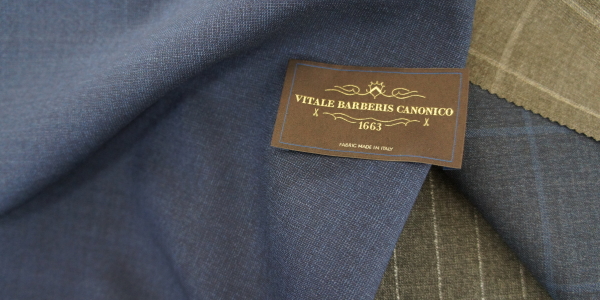 VITALE BARBERIS CANONICO
1663
FABRIC MADE IN ITALY